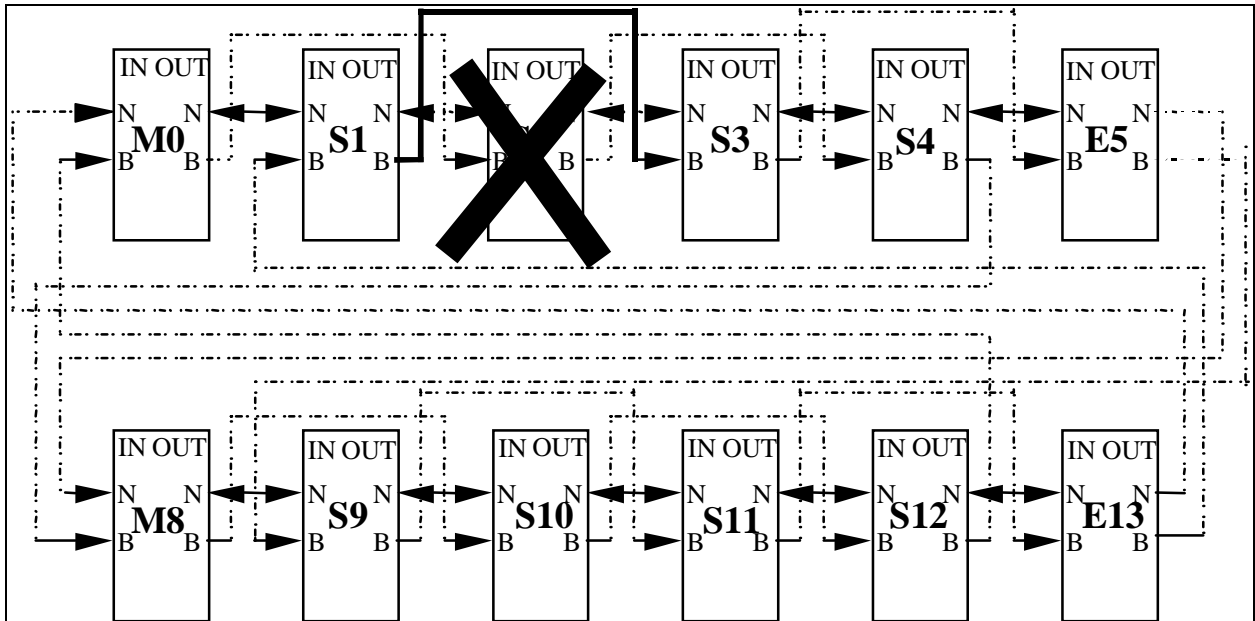 IN OUT IN OUT IN OUT IN OUT IN OUT IN OUT
N N N N N N N N N N N
M0 S1 S3 S4 E5
B B B B B B B B B B B B
IN OUT IN OUT IN OUT IN OUT IN OUT IN OUT
N N N N N N N N N N N N
M8 S9 S10 S11 S12 E13
B B B B B B B B B B B B